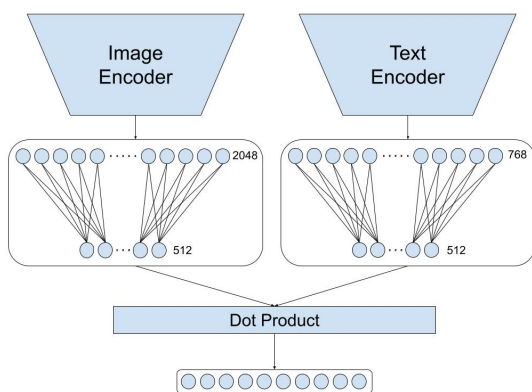 Image
Encoder
Text
Encoder
2048
768
512
512
Dot Product